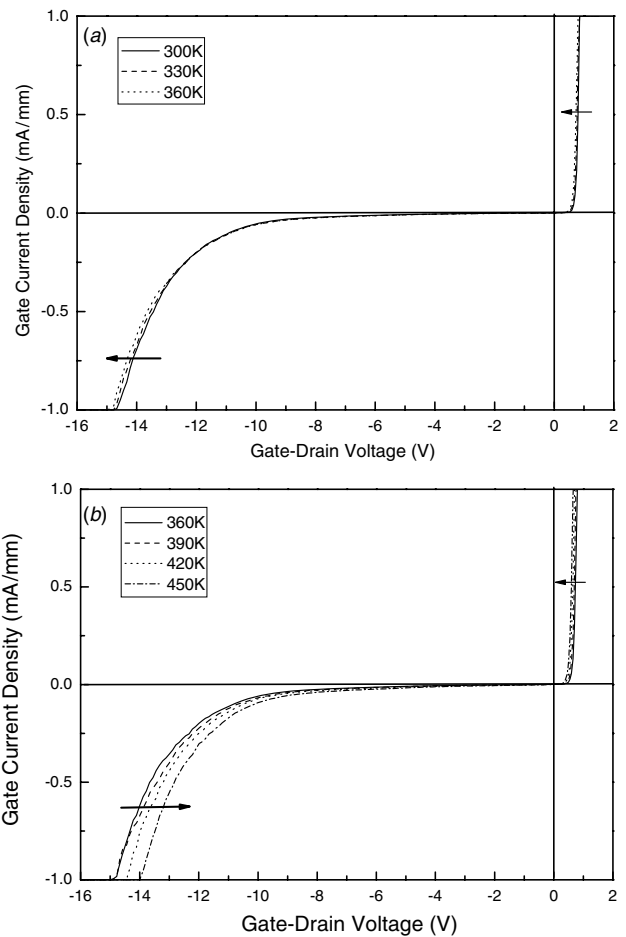 (a)
300K
330K
360K
Gate Current Density (mA/mm)
1.0
0.5
0.0
-0.5
-1.0
-16 -14 -12 -10 -8 -6 -4 -2 0 2
Gate-Drain Voltage (V)
(b)
360K
390K
420K
450K
Gate Current Density (mA/mm)
1.0
0.5
0.0
-0.5
-1.0
-16 -14 -12 -10 -8 -6 -4 -2 0 2
Gate-Drain Voltage (V)